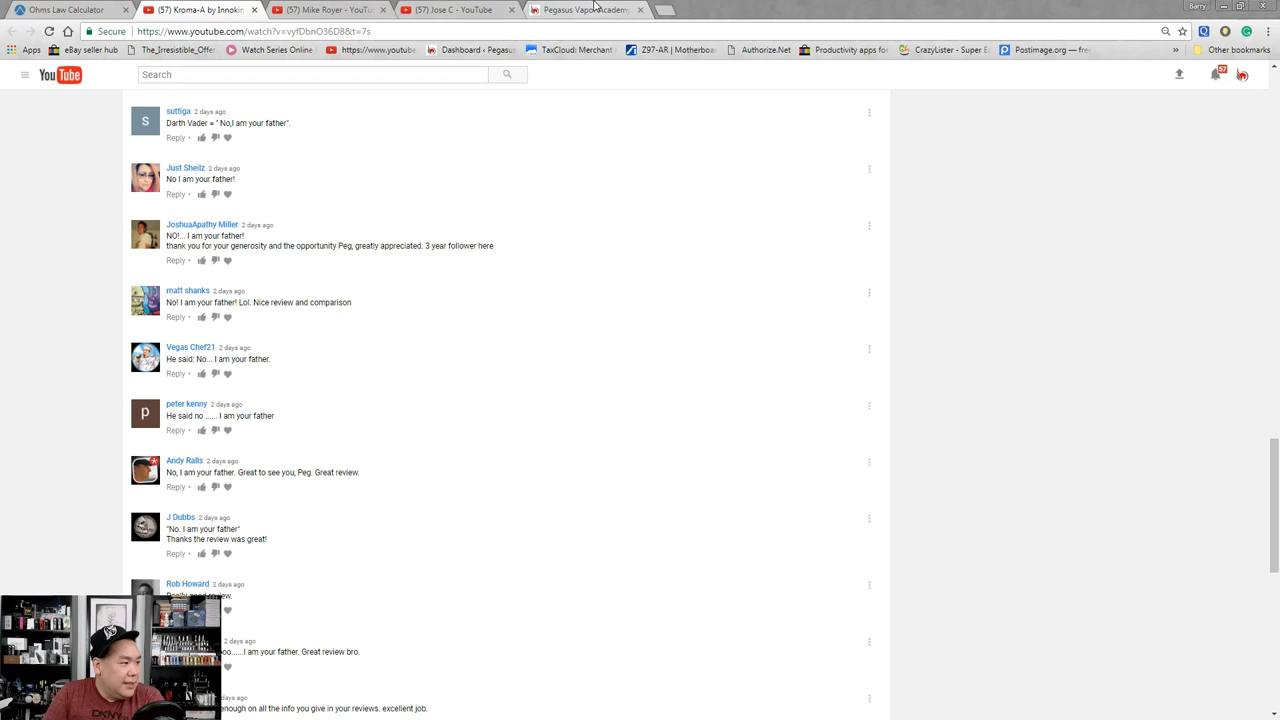 Ohms Law Calculator
(57) Kroma-A by Innokin
(57) Mike Royer - YouTu
(57) Jose C - YouTube
Pegasus Vapor Academy
Barry
https://www.youtube.com/watch?v=vyfDbnO36D8&t=7s
Apps
eBay seller hub
The_Irresistible_Offer
Watch Series Online
https://www.youtube
Dashboard ‹ Pegasus
TaxCloud: Merchant
Z97-AR | Motherboar
Authorize.Net
Productivity apps for
CrazyLister - Super E
Postimage.org — free
»
Other bookmarks
YouTube
Search
57
suttiga 2 days ago
Darth Vader = " No,I am your father".
Reply •
Just Sheilz 2 days ago
No I am your father!
Reply •
JoshuaApathy Miller 2 days ago
NO!... I am your father!
thank you for your generosity and the opportunity Peg, greatly appreciated. 3 year follower here
Reply •
matt shanks 2 days ago
No! I am your father! Lol. Nice review and comparison
Reply •
Vegas Chef21 2 days ago
He said: No... I am your father.
Reply •
peter kenny 2 days ago
He said no ...... I am your father
Reply •
Andy Ralls 2 days ago
No, I am your father. Great to see you, Peg. Great review.
Reply •
J Dubbs 2 days ago
"No. I am your father"
Thanks the review was great!
Reply •
Rob Howard 2 days ago
review.
2 days ago
oo......I am your father. Great review bro.
days ago
enough on all the info you give in your reviews. excellent job.